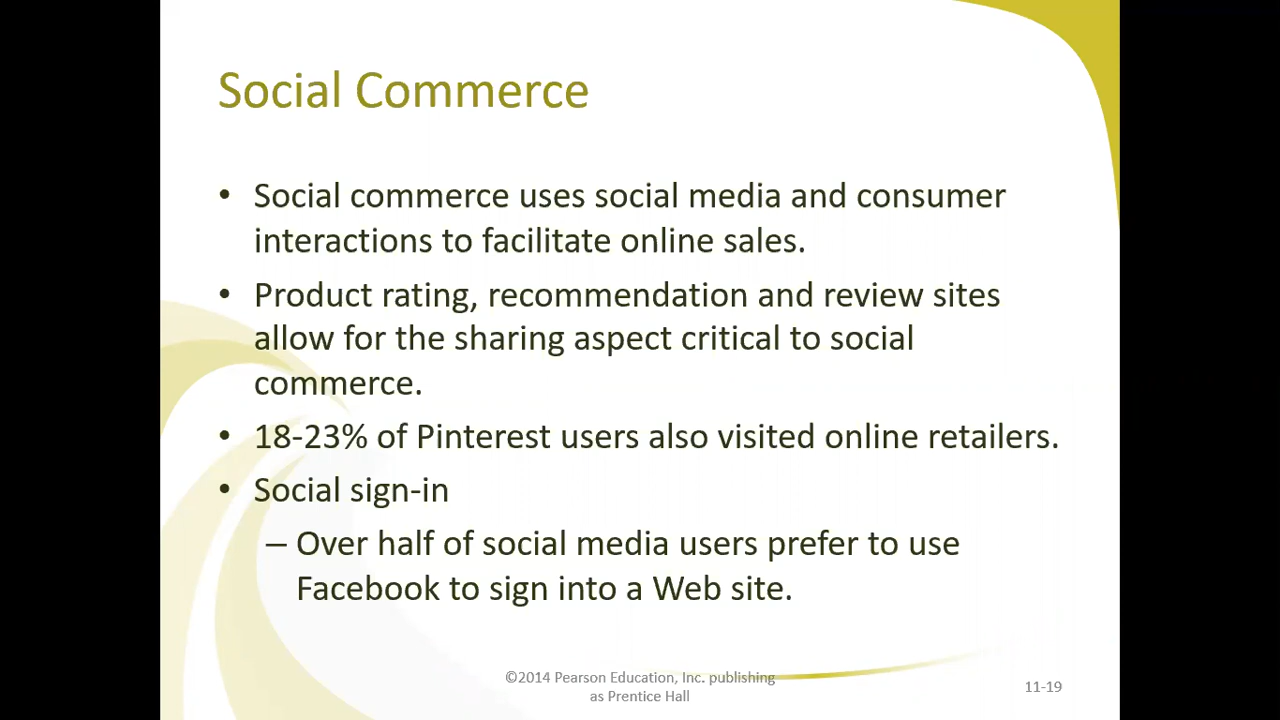 Social Commerce
• Social commerce uses social media and consumer
interactions to facilitate online sales.
• Product rating, recommendation and review sites
allow for the sharing aspect critical to social
commerce.
• 18-23% of Pinterest users also visited online retailers.
• Social sign-in
– Over half of social media users prefer to use
Facebook to sign into a Web site.
©2014 Pearson Education, Inc. publishing
as Prentice Hall
11-19